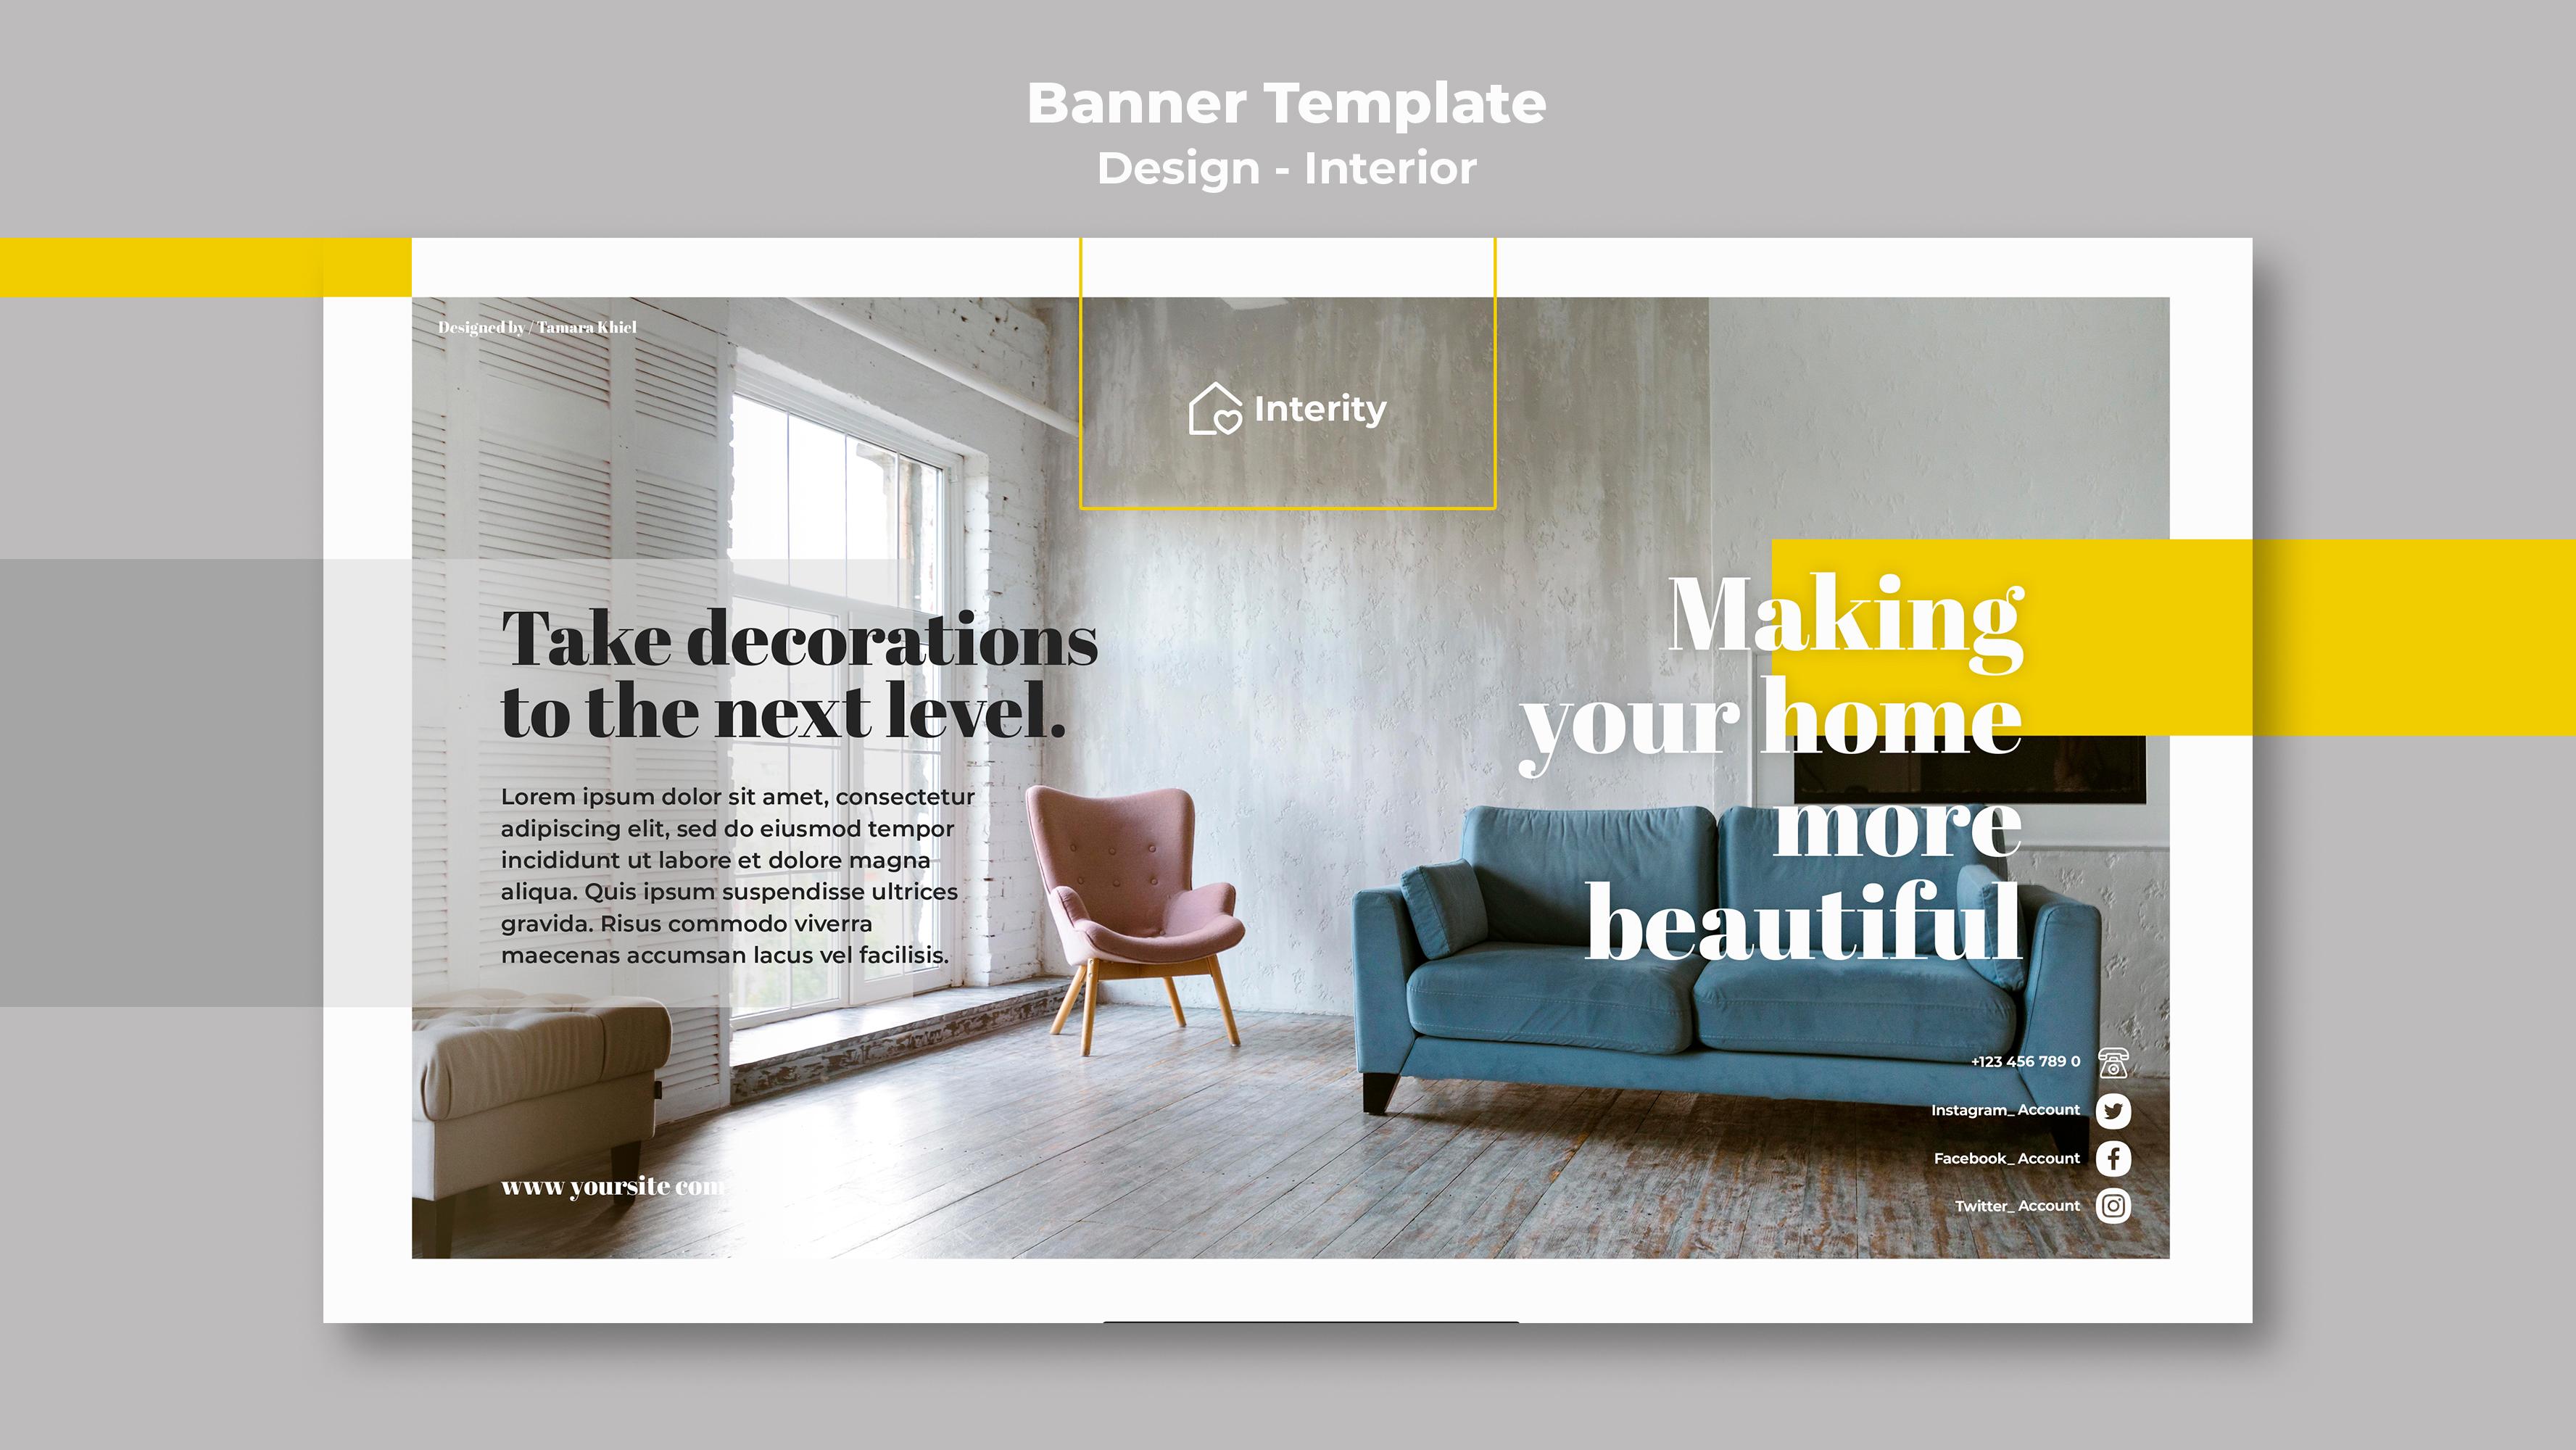 Banner Template
Design - Interior
Designed by / Tamara Khiel
Interity
Take decorations
to the next level.
Lorem ipsum dolor sit amet, consectetur
adipiscing elit, sed do eiusmod tempor
incididunt ut labore et dolore magna
aliqua. Quis ipsum suspendisse ultrices
gravida. Risus commodo viverra
maecenas accumsan lacus vel facilisis.
www yoursite com
Making
your home
more
beautiful
+123 456 789 0
Instagram_ Account
Facebook_ Account
Twitter_ Account